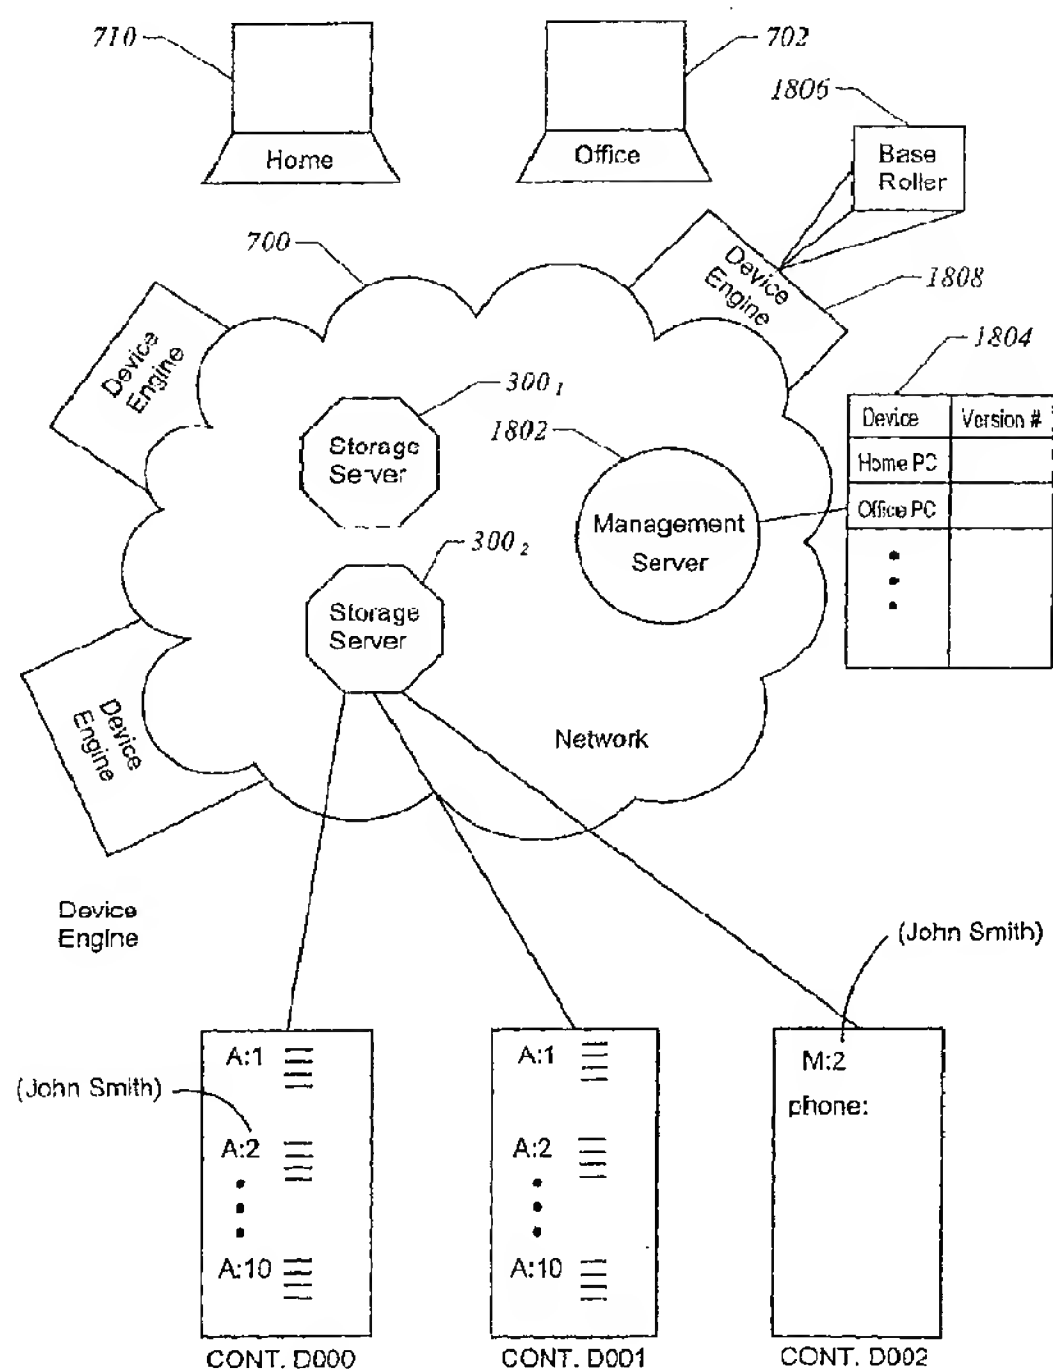 710
702
1806
Home
Office
Base
Roller
700
Device
Engine
1808
Device
Engine
1804
300 1
Device
Version #
1802
Storage
Server
Home PC
Office PC
Management
Server
300 2
Storage
Server
Device
Engine
Network
Device
Engine
(John Smith)
A:1
A:1
M:2
(John Smith)
phone:
A:2
A:2
A:10
A:10
CONT. D000
CONT. D001
CONT. D002